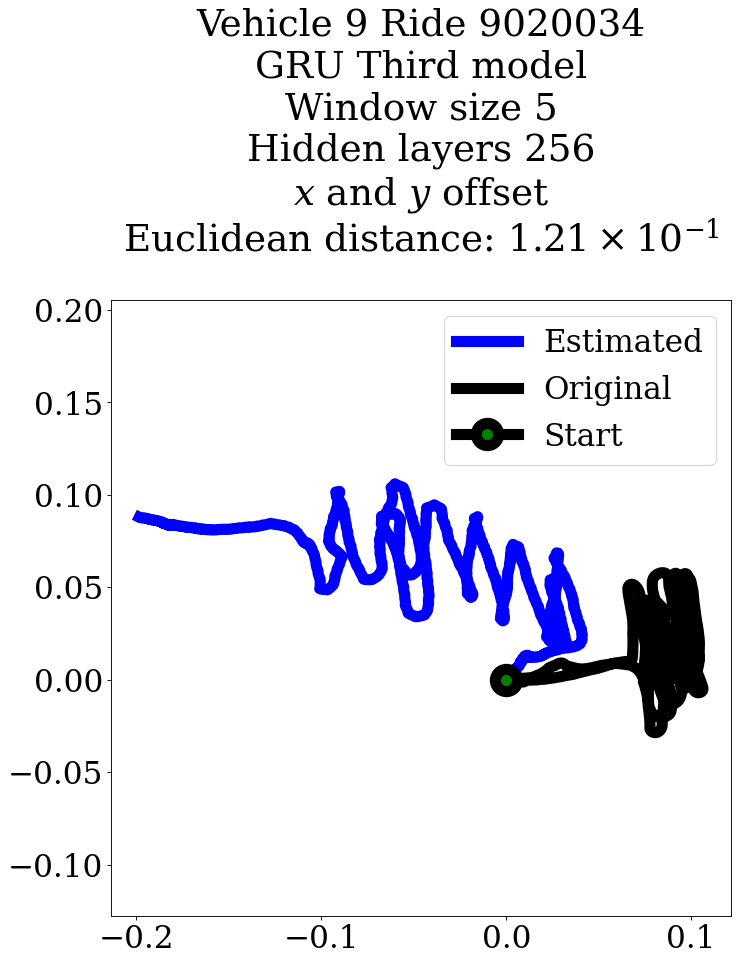 Vehicle 9 Ride 9020034
GRU Third model
Window size 5
Hidden layers 256
x and y offset
Euclidean distance: 1.21 × 10⁻¹
Estimated
Original
Start
0.20
0.15
0.10
0.05
0.00
−0.05
−0.10
−0.2 −0.1 0.0 0.1